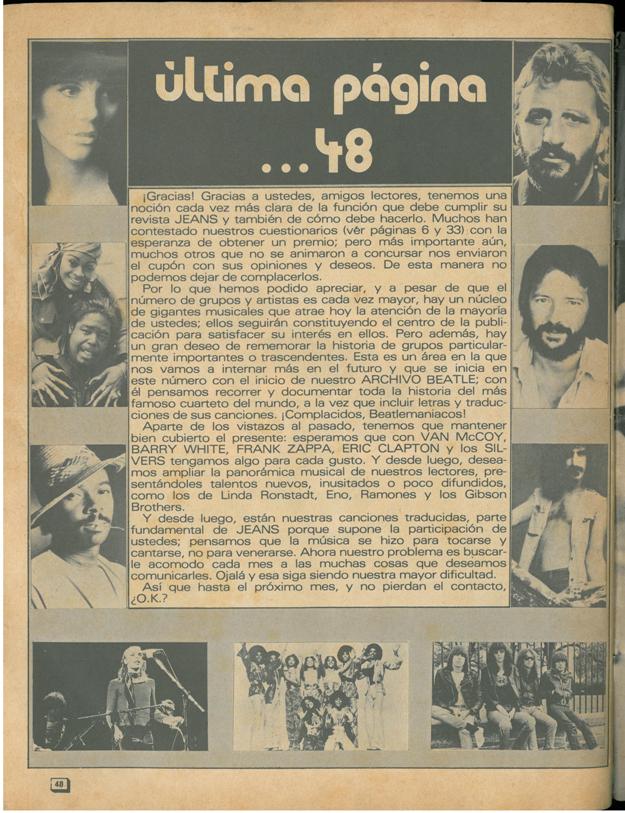 última página
...48
¡Gracias! Gracias a ustedes, amigos lectores, tenemos una
noción cada vez más clara de la función que debe cumplir su
revista JEANS y también de cómo debe hacerlo. Muchos han
contestado nuestros cuestionarios (vér páginas 6 y 33) con la
esperanza de obtener un premio; pero más importante aún,
muchos otros que no se animaron a concursar nos enviaron
el cupón con sus opiniones y deseos. De esta manera no
podemos dejar de complacerlos.
Por lo que hemos podido apreciar, y a pesar de que el
número de grupos y artistas es cada vez mayor, hay un núcleo
de gigantes musicales que atrae hoy la atención de la mayoría
de ustedes; ellos seguirán constituyendo el centro de la publi-
cación para satisfacer su interés en ellos. Pero además, hay
un gran deseo de rememorar la historia de grupos particular-
mente importantes o trascendentes. Esta es un área en la que
nos vamos a internar más en el futuro y que se inicia en
este número con el inicio de nuestro ARCHIVO BEATLE; con
él pensamos recorrer y documentar toda la historia del más
famoso cuarteto del mundo, a la vez que incluir letras y traduc-
ciones de sus canciones. ¡Complacidos, Beatlemaniacos!
Aparte de los vistazos al pasado, tenemos que mantener
bien cubierto el presente: esperamos que con VAN McCOY,
BARRY WHITE, FRANK ZAPPA, ERIC CLAPTON y los SIL-
VERS tengamos algo para cada gusto. Y desde luego, desea-
mos ampliar la panorámica musical de nuestros lectores, pre-
sentándoles talentos nuevos, inusitados o poco difundidos,
como los de Linda Ronstadt, Eno, Ramones y los Gibson
Brothers.
Y desde luego, están nuestras canciones traducidas, parte
fundamental de JEANS porque supone la participación de
ustedes; pensamos que la música se hizo para tocarse y
cantarse, no para venerarse. Ahora nuestro problema es buscar-
le acomodo cada mes a las muchas cosas que deseamos
comunicarles. Ojalá y esa siga siendo nuestra mayor dificultad.
Así que hasta el próximo mes, y no pierdan el contacto,
¿O.K.?
48